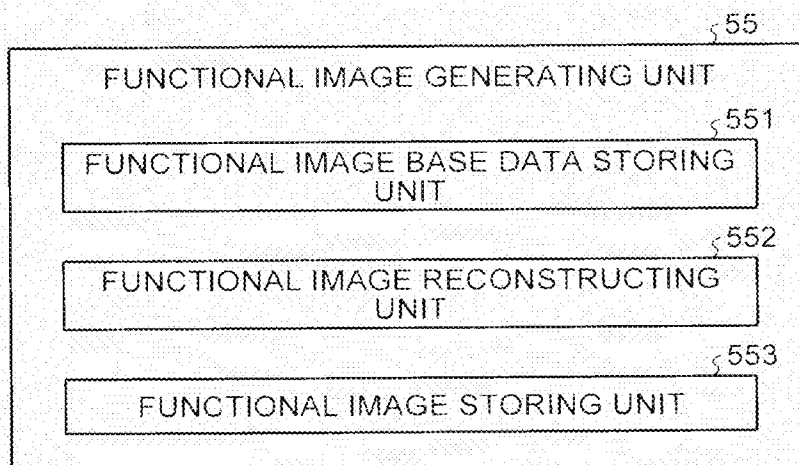 55
FUNCTIONAL IMAGE GENERATING UNIT
551
FUNCTIONAL IMAGE BASE DATA STORING
UNIT
552
FUNCTIONAL IMAGE RECONSTRUCTING
UNIT
553
FUNCTIONAL IMAGE STORING UNIT